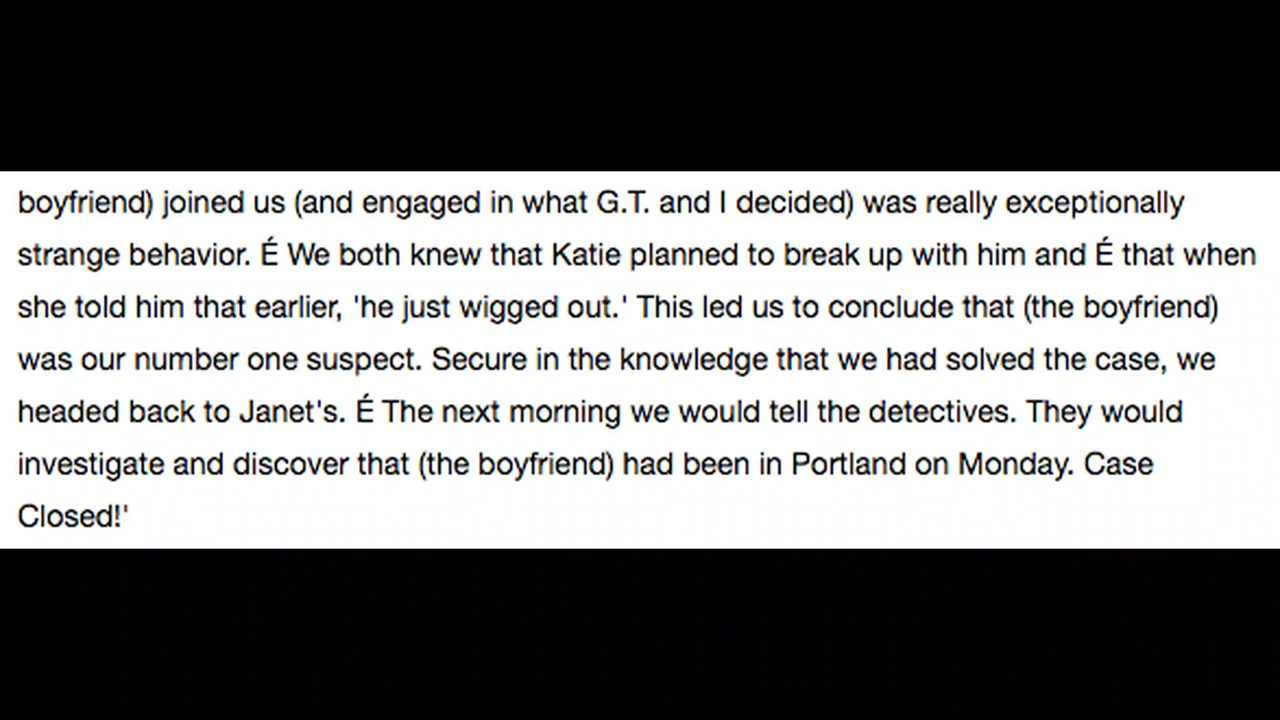 boyfriend) joined us (and engaged in what G.T. and I decided) was really exceptionally
strange behavior. É We both knew that Katie planned to break up with him and É that when
she told him that earlier, 'he just wigged out.' This led us to conclude that (the boyfriend)
was our number one suspect. Secure in the knowledge that we had solved the case, we
headed back to Janet's. É The next morning we would tell the detectives. They would
investigate and discover that (the boyfriend) had been in Portland on Monday. Case
Closed!'